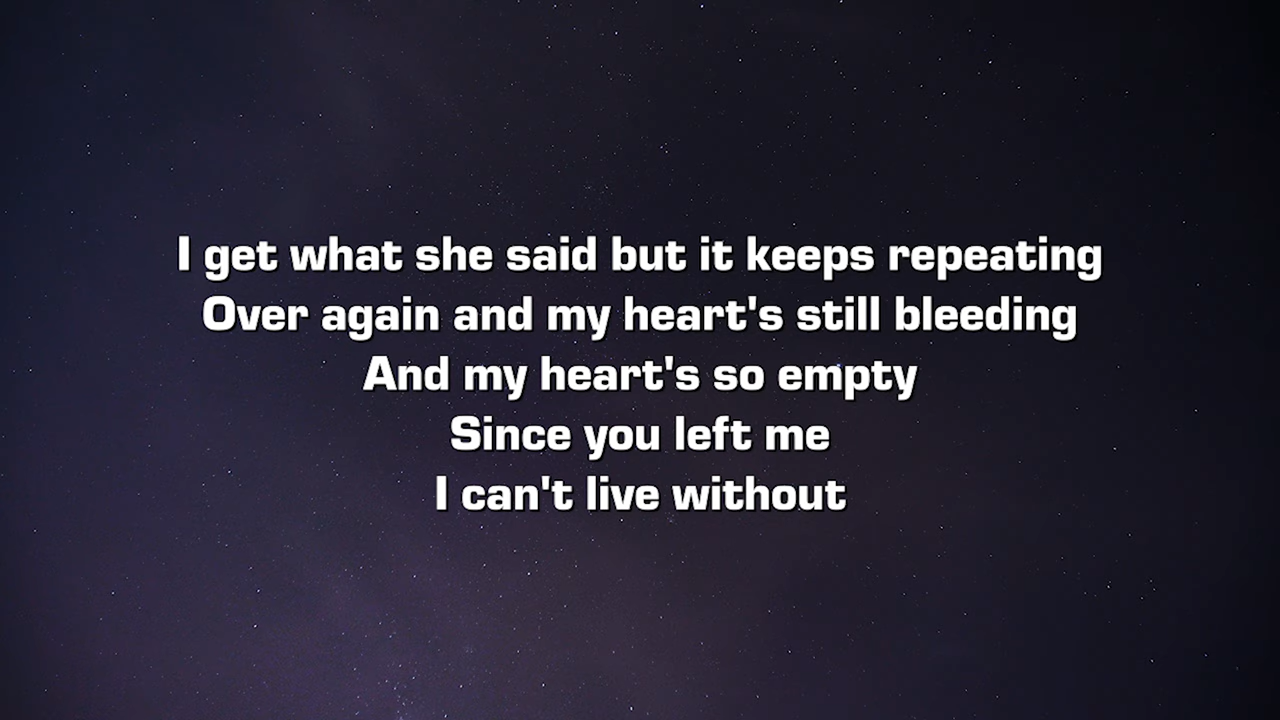 I get what she said but it keeps repeating
Over again and my heart's still bleeding
And my heart's so empty
Since you left me
I can't live without